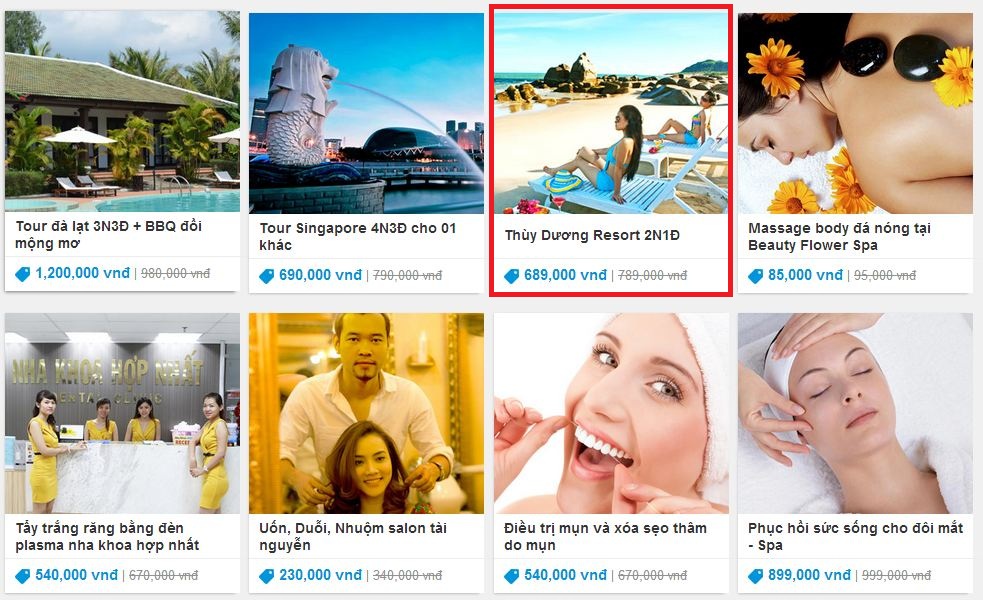 Tour đà lạt 3N3Đ + BBQ đồi
mộng mơ
1,200,000 vnđ | 980,000 vnđ
Tour Singapore 4N3Đ cho 01
khác
690,000 vnđ | 790,000 vnđ
Thùy Dương Resort 2N1Đ
689,000 vnđ | 789,000 vnđ
Massage body đá nóng tại
Beauty Flower Spa
85,000 vnđ | 95,000 vnđ
NHA KHOA HỢP NHẤT
DENTAL CLINIC
Tẩy trắng răng bằng đèn
plasma nha khoa hợp nhất
540,000 vnđ | 670,000 vnđ
Uốn, Duỗi, Nhuộm salon tài
nguyễn
230,000 vnđ | 340,000 vnđ
Điều trị mụn và xóa sẹo thâm
do mụn
540,000 vnđ | 670,000 vnđ
Phục hồi sức sống cho đôi mắt
- Spa
899,000 vnđ | 999,000 vnđ